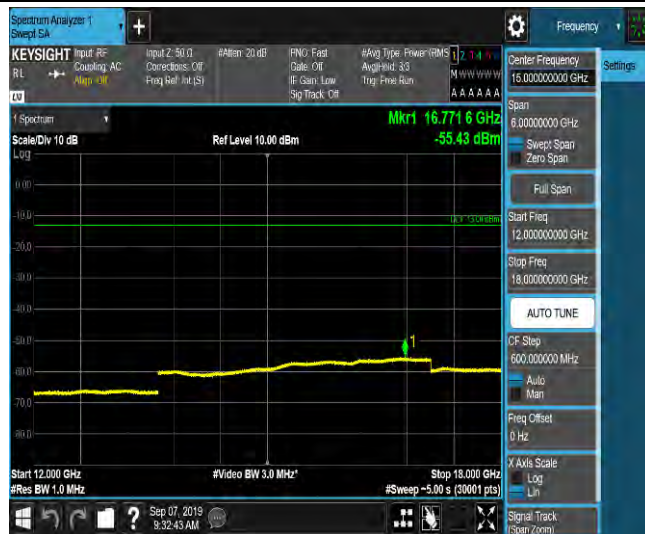 Spectrum Analyzer 1
Swept SA
+
Frequency
KEYSIGHT
RL
Input: RF
Coupling: AC
Align: Off
Input Z: 50 Ω
Corrections: Off
Freq Ref: Int (S)
#Atten: 20 dB
PNO: Fast
Gate: Off
IF Gain: Low
Sig Track: Off
#Avg Type: Power (RMS
Avg|Hold: 3/3
Trig: Free Run
M W W W W W
A A A A A A
1 Spectrum
Scale/Div 10 dB
Log
Ref Level 10.00 dBm
Mkr1 16.771 6 GHz
-55.43 dBm
0.00
-10.0
-20.0
-30.0
-40.0
-50.0
-60.0
-70.0
-80.0
1
Start 12.000 GHz
#Res BW 1.0 MHz
#Video BW 3.0 MHz*
Stop 18.000 GHz
#Sweep ~5.00 s (30001 pts)
Sep 07, 2019
9:32:43 AM
?
Center Frequency
15.000000000 GHz
Settings
Span
6.00000000 GHz
Swept Span
Zero Span
Full Span
Start Freq
12.000000000 GHz
Stop Freq
18.000000000 GHz
AUTO TUNE
CF Step
600.000000 MHz
Auto
Man
Freq Offset
0 Hz
X Axis Scale
Log
Lin
Signal Track
(Span Zoom)